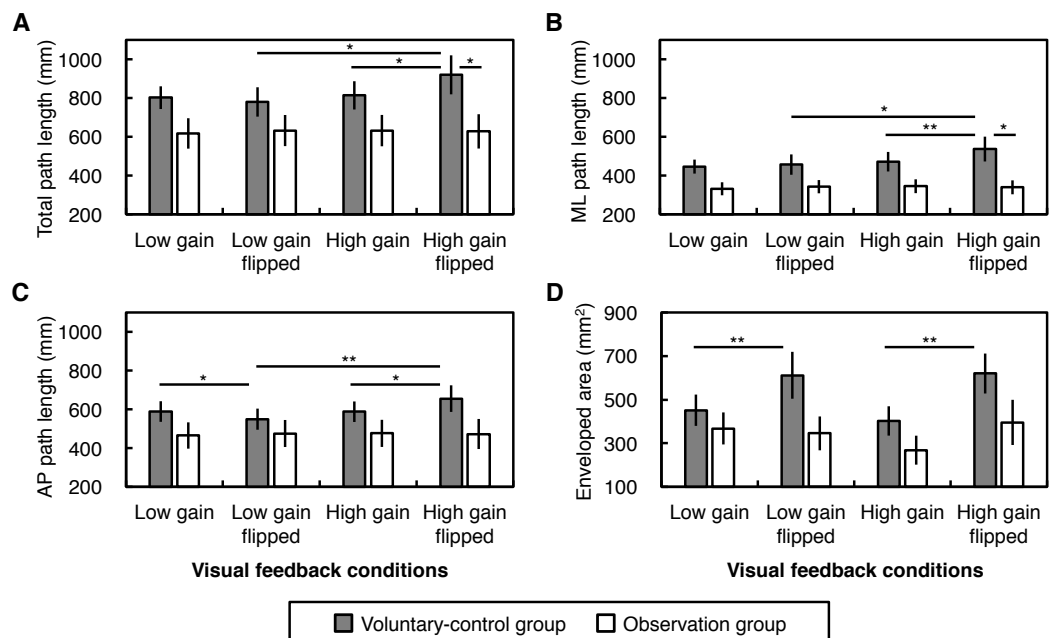 A
Total path length (mm)
1000
800
600
400
200
*
*
*
Low gain
Low gain
flipped
High gain
High gain
flipped
B
ML path length (mm)
1000
800
600
400
200
*
**
*
Low gain
Low gain
flipped
High gain
High gain
flipped
C
AP path length (mm)
1000
800
600
400
200
*
**
*
Low gain
Low gain
flipped
High gain
High gain
flipped
Visual feedback conditions
D
Enveloped area (mm²)
900
700
500
300
100
**
**
Low gain
Low gain
flipped
High gain
High gain
flipped
Visual feedback conditions
Voluntary-control group
Observation group